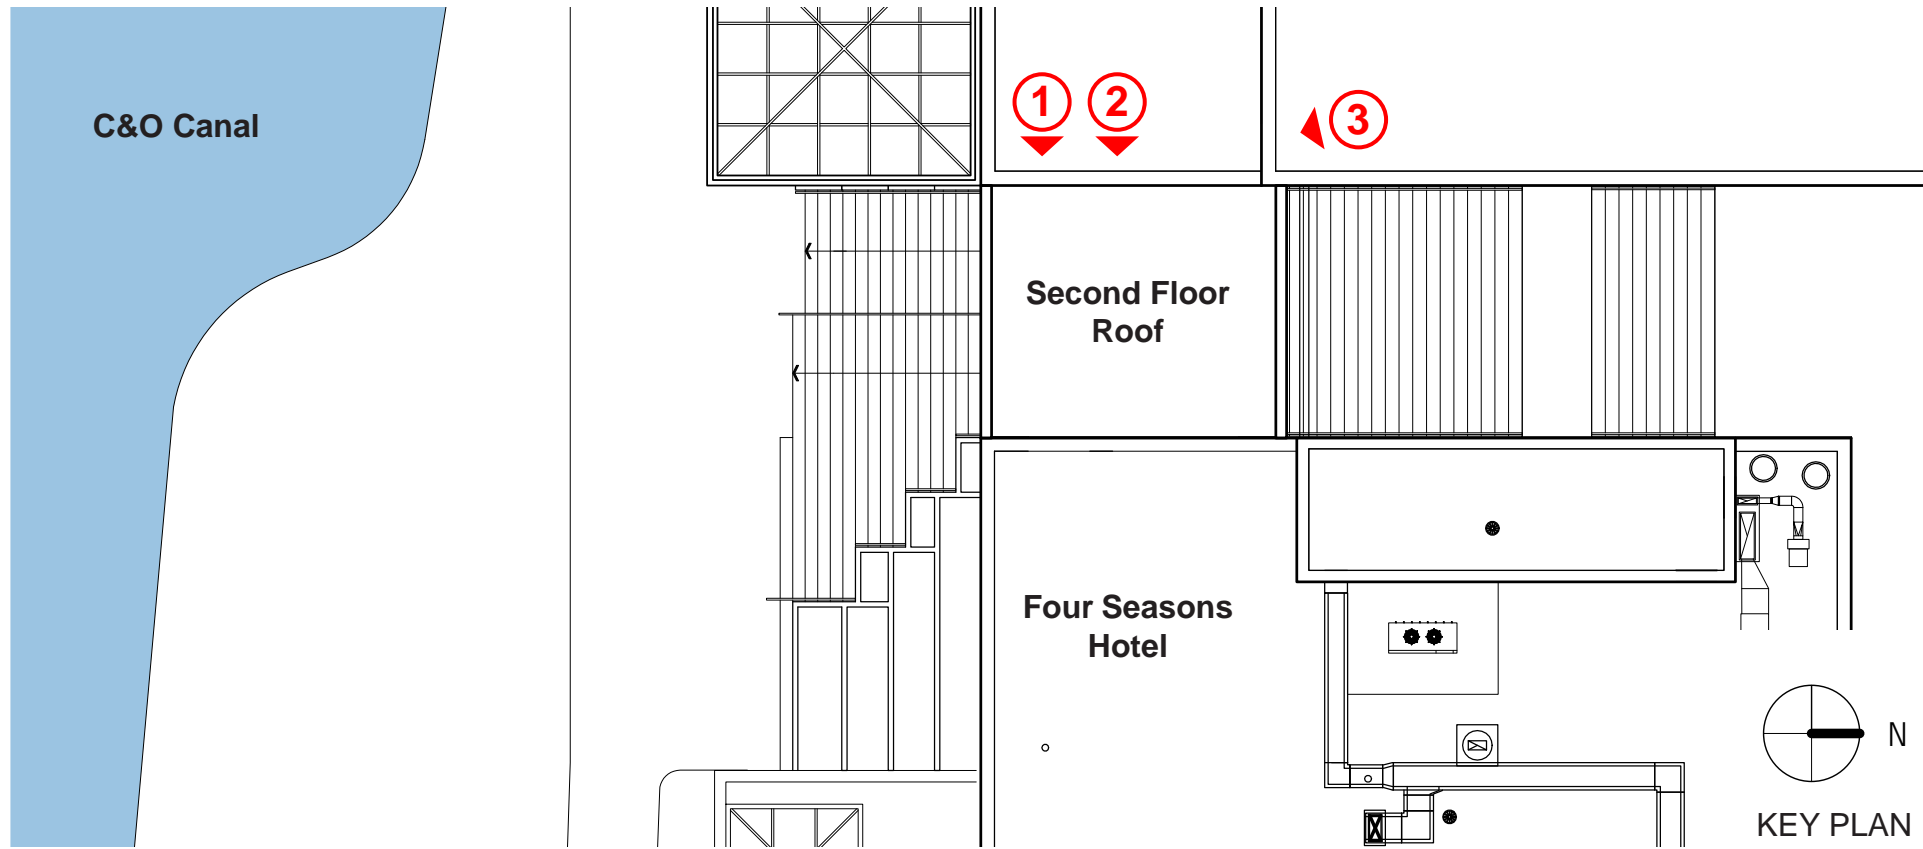 C&O Canal
1
2
3
Second Floor
Roof
Four Seasons
Hotel
N
KEY PLAN